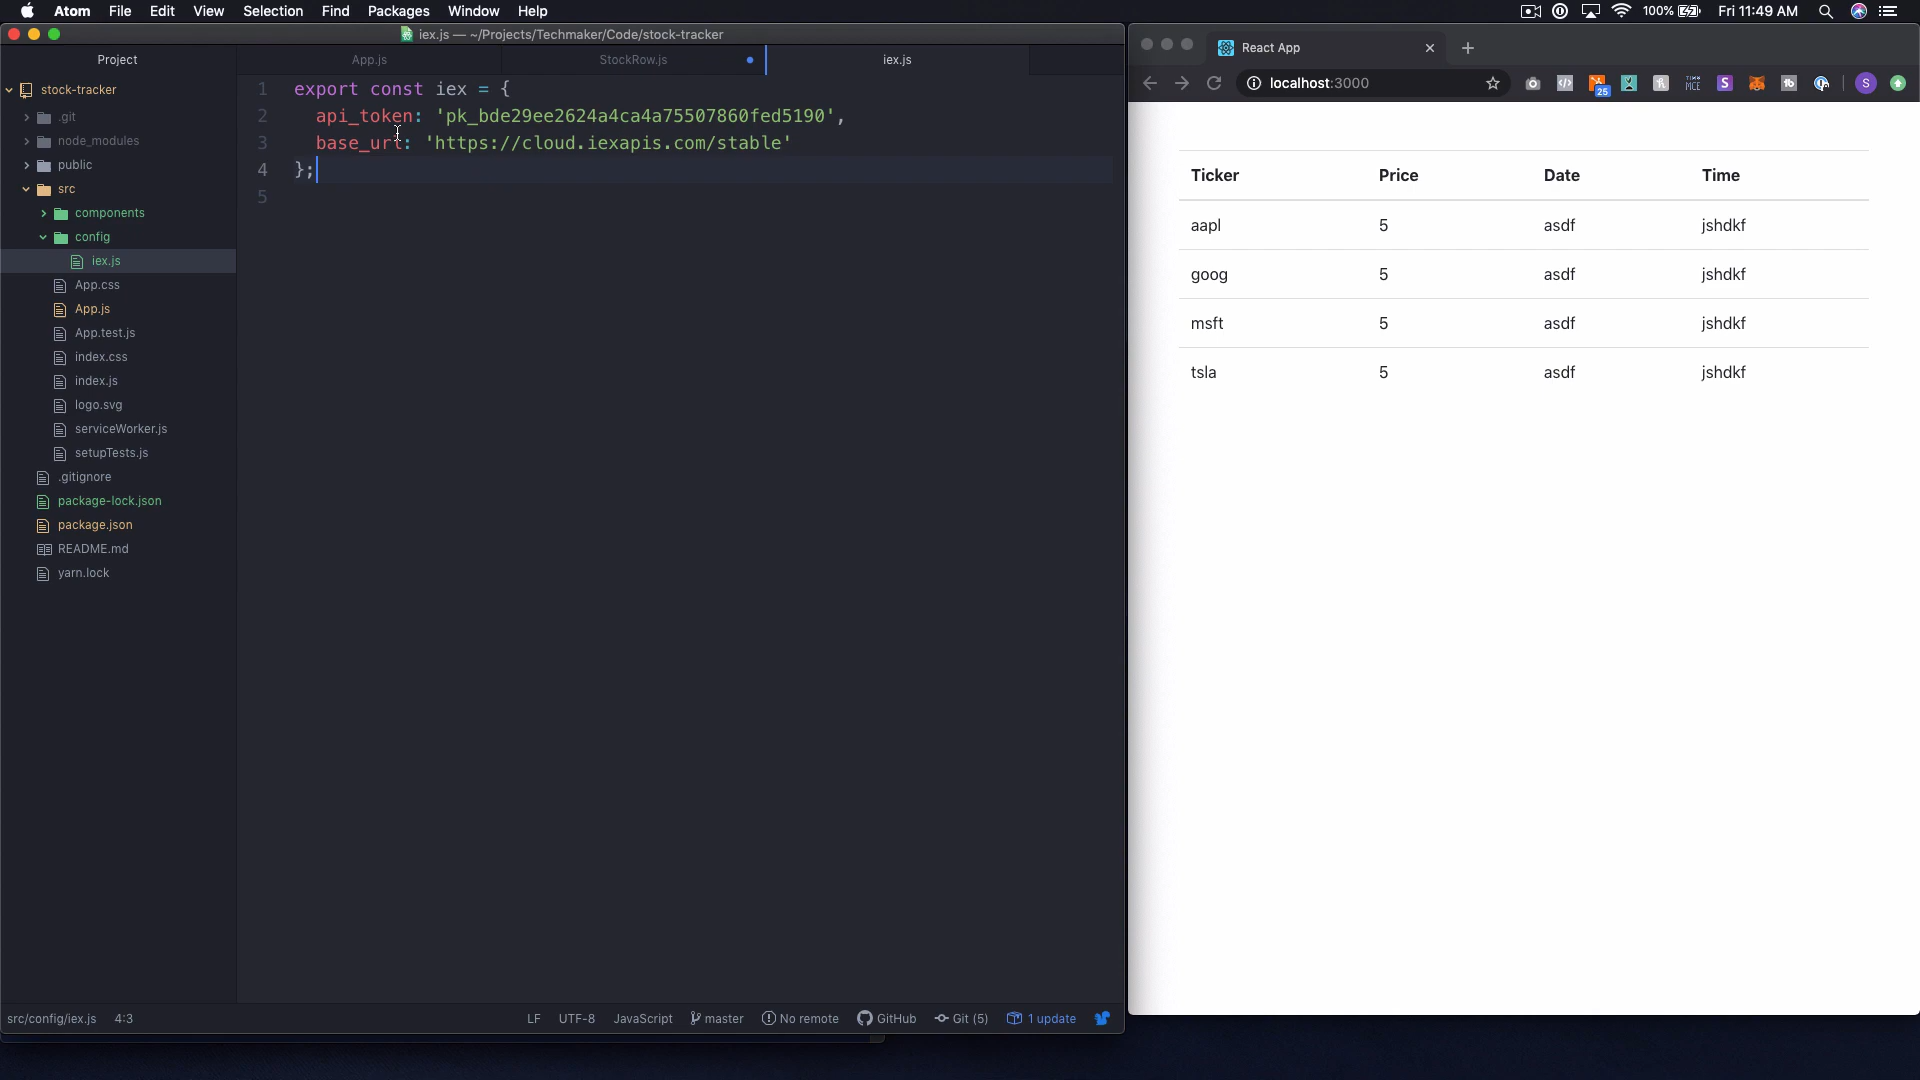 Atom File Edit View Selection Find Packages Window Help
100% Fri 11:49 AM
iex.js — ~/Projects/Techmaker/Code/stock-tracker
Project
App.js
StockRow.js
iex.js
stock-tracker
.git
node_modules
public
src
components
config
iex.js
App.css
App.js
App.test.js
index.css
index.js
logo.svg
serviceWorker.js
setupTests.js
.gitignore
package-lock.json
package.json
README.md
yarn.lock
1 export const iex = {
2 api_token: 'pk_bde29ee2624a4ca4a75507860fed5190',
3 base_url: 'https://cloud.iexapis.com/stable'
4 };
5
src/config/iex.js 4:3
LF UTF-8 JavaScript master No remote GitHub Git (5) 1 update
React App
localhost:3000
25
S
S
Ticker Price Date Time
aapl 5 asdf jshdkf
goog 5 asdf jshdkf
msft 5 asdf jshdkf
tsla 5 asdf jshdkf